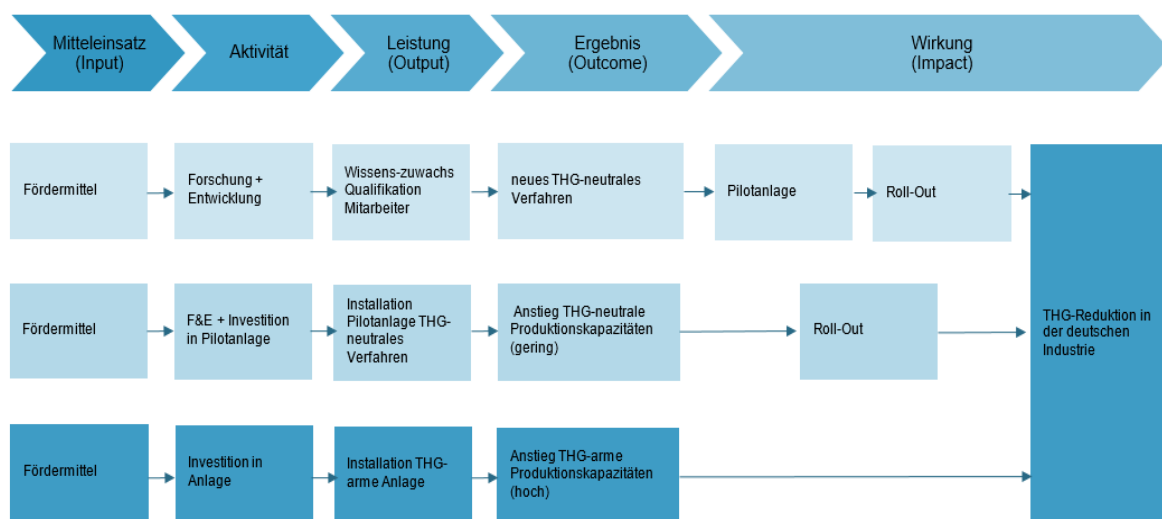 Mitteleinsatz
(Input)
Aktivität
Leistung
(Output)
Ergebnis
(Outcome)
Wirkung
(Impact)
Fördermittel
Forschung +
Entwicklung
Wissens-zuwachs
Qualifikation
Mitarbeiter
neues THG-neutrales
Verfahren
Pilotanlage
Roll-Out
Fördermittel
F&E + Investition
in Pilotanlage
Installation
Pilotanlage THG-
neutrales
Verfahren
Anstieg THG-neutrale
Produktionskapazitäten
(gering)
Roll-Out
THG-Reduktion in
der deutschen
Industrie
Fördermittel
Investition in
Anlage
Installation THG-
arme Anlage
Anstieg THG-arme
Produktionskapazitäten
(hoch)